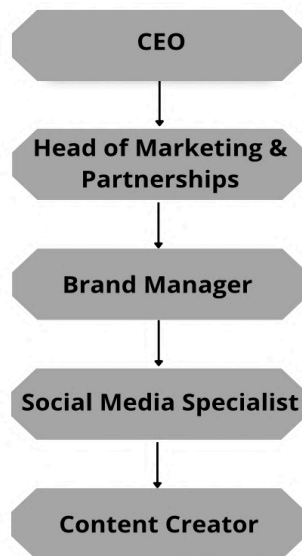 CEO
Head of Marketing &
Partnerships
Brand Manager
Social Media Specialist
Content Creator